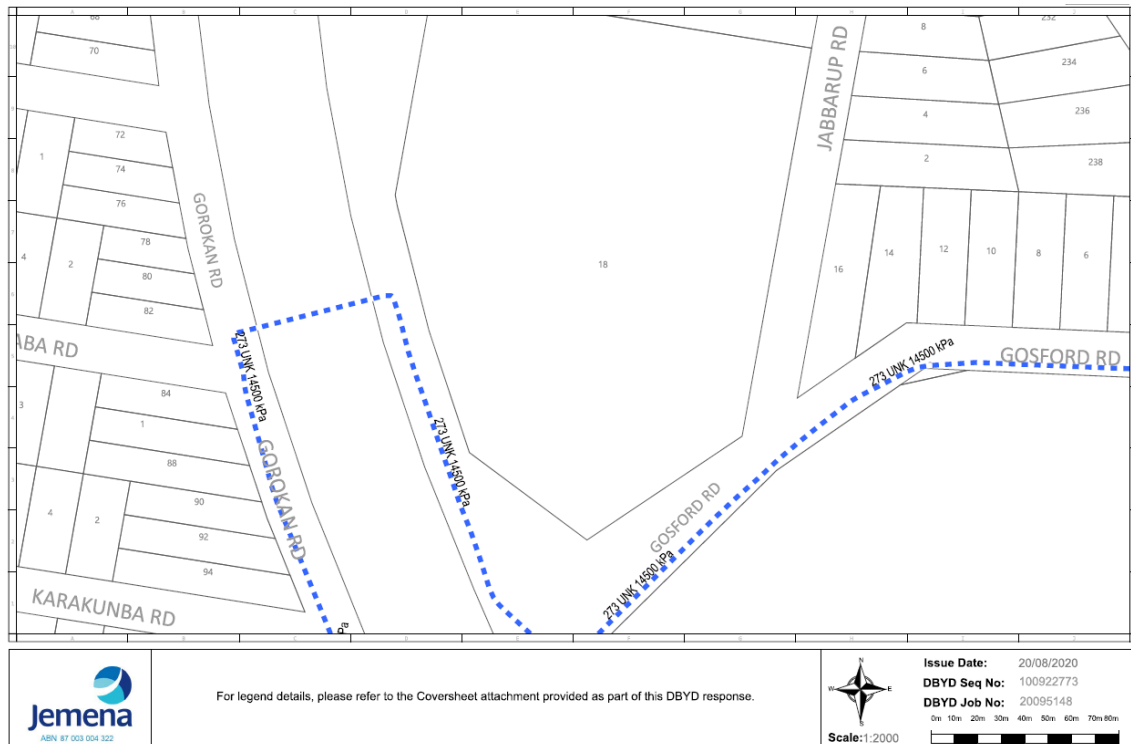 68
70
72
74
76
78
80
82
1
4
2
GOROKAN RD
JABBARUP RD
8
6
4
2
232
234
236
238
18
16
14
12
10
8
6
GOSFORD RD
ABA RD
273 UNK 14500 kPa
273 UNK 14500 kPa
273 UNK 14500 kPa
84
1
88
90
92
94
3
4
2
GOROKAN RD
GOSFORD RD
273 UNK 14500 kPa
KARAKUNBA RD
Pa
Jemena
ABN 87 003 004 322
For legend details, please refer to the Coversheet attachment provided as part of this DBYD response.
N
W
E
S
Scale:1:2000
Issue Date: 20/08/2020
DBYD Seq No: 100922773
DBYD Job No: 20095148
0m 10m 20m 30m 40m 50m 60m 70m 80m